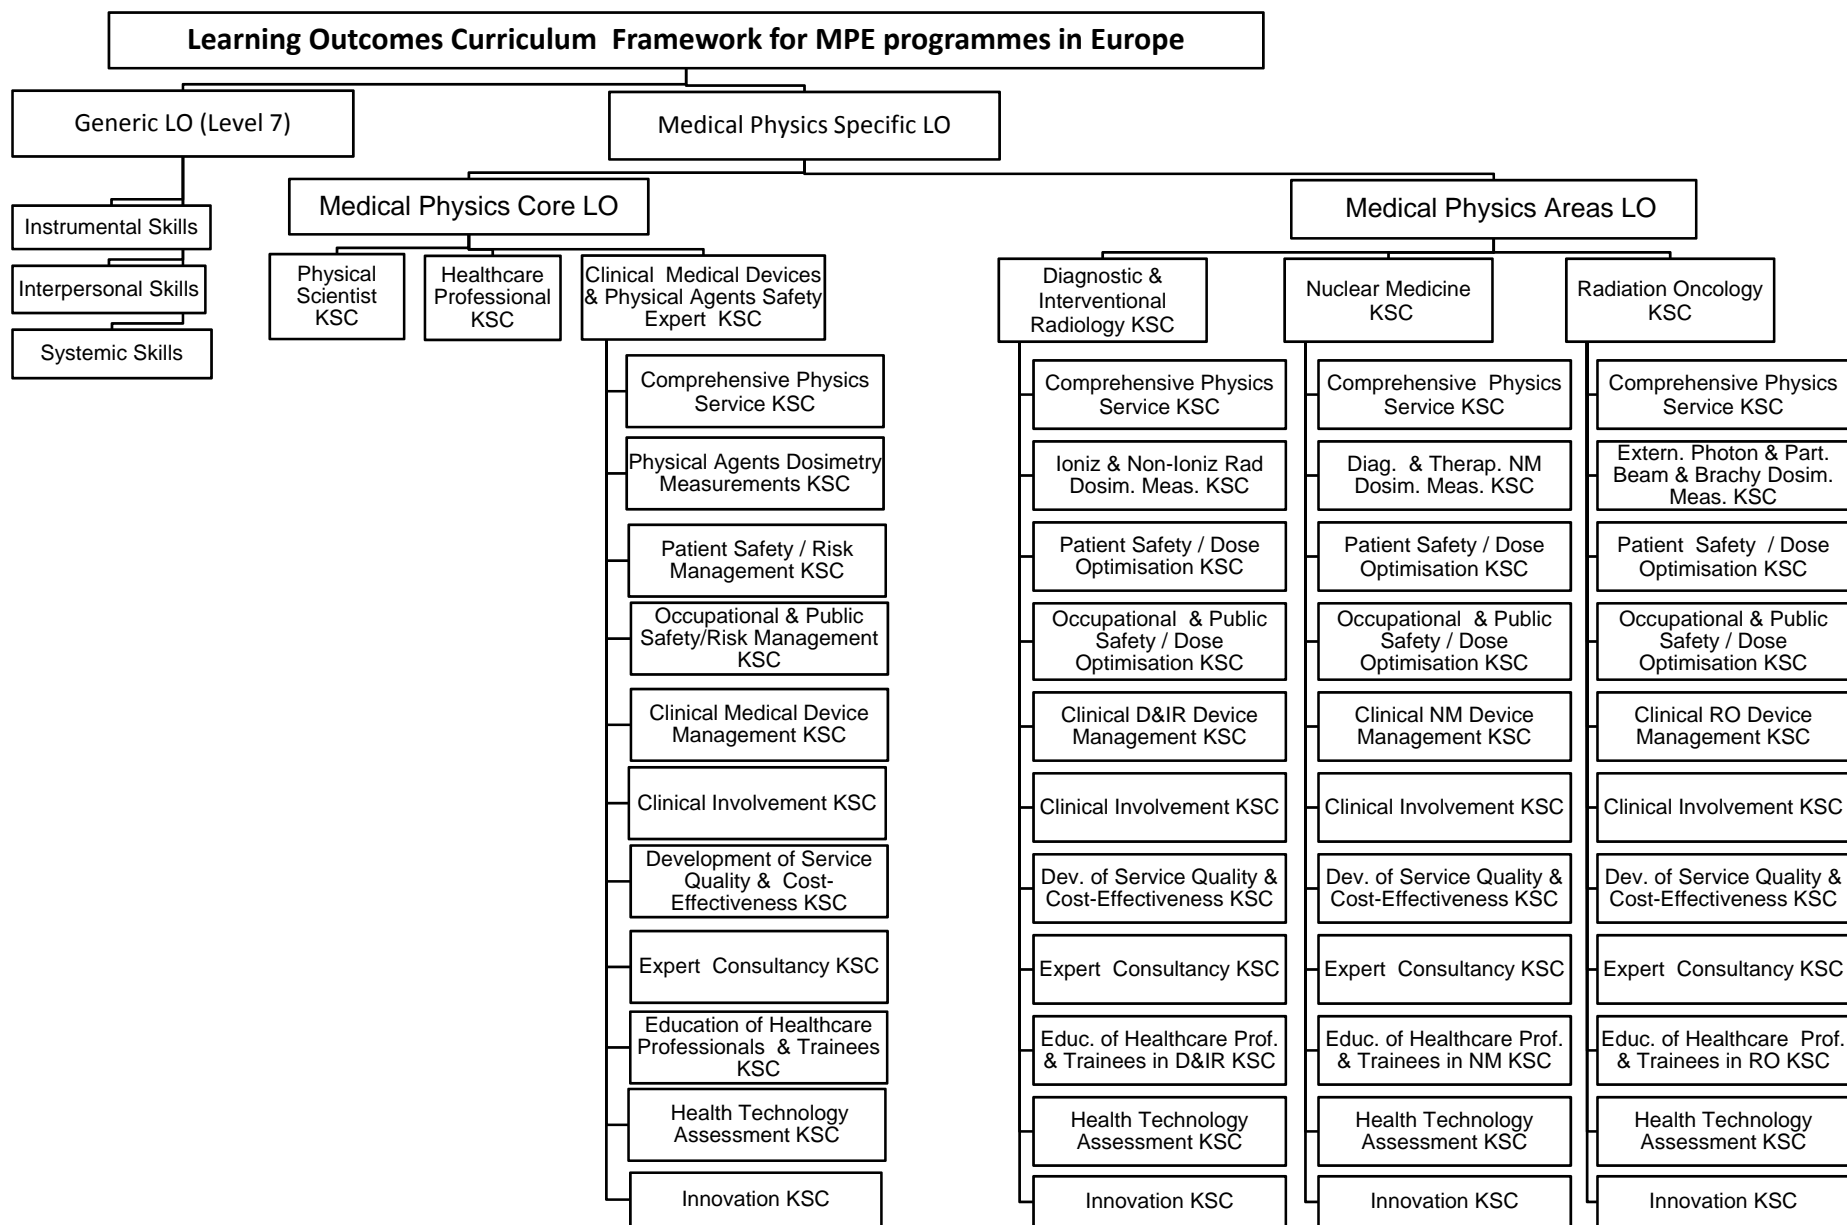 Learning Outcomes Curriculum Framework for MPE programmes in Europe
Generic LO (Level 7)
Medical Physics Specific LO
Instrumental Skills
Interpersonal Skills
Systemic Skills
Medical Physics Core LO
Medical Physics Areas LO
Physical
Scientist
KSC
Healthcare
Professional
KSC
Clinical Medical Devices
& Physical Agents Safety
Expert KSC
Comprehensive Physics
Service KSC
Physical Agents Dosimetry
Measurements KSC
Patient Safety / Risk
Management KSC
Occupational & Public
Safety/Risk Management
KSC
Clinical Medical Device
Management KSC
Clinical Involvement KSC
Development of Service
Quality & Cost-
Effectiveness KSC
Expert Consultancy KSC
Education of Healthcare
Professionals & Trainees
KSC
Health Technology
Assessment KSC
Innovation KSC
Diagnostic &
Interventional
Radiology KSC
Comprehensive Physics
Service KSC
Ioniz & Non-Ioniz Rad
Dosim. Meas. KSC
Patient Safety / Dose
Optimisation KSC
Occupational & Public
Safety / Dose
Optimisation KSC
Clinical D&IR Device
Management KSC
Clinical Involvement KSC
Dev. of Service Quality &
Cost-Effectiveness KSC
Expert Consultancy KSC
Educ. of Healthcare Prof.
& Trainees in D&IR KSC
Health Technology
Assessment KSC
Innovation KSC
Nuclear Medicine
KSC
Comprehensive Physics
Service KSC
Diag. & Therap. NM
Dosim. Meas. KSC
Patient Safety / Dose
Optimisation KSC
Occupational & Public
Safety / Dose
Optimisation KSC
Clinical NM Device
Management KSC
Clinical Involvement KSC
Dev. of Service Quality &
Cost-Effectiveness KSC
Expert Consultancy KSC
Educ. of Healthcare Prof.
& Trainees in NM KSC
Health Technology
Assessment KSC
Innovation KSC
Radiation Oncology
KSC
Comprehensive Physics
Service KSC
Extern. Photon & Part.
Beam & Brachy Dosim.
Meas. KSC
Patient Safety / Dose
Optimisation KSC
Occupational & Public
Safety / Dose
Optimisation KSC
Clinical RO Device
Management KSC
Clinical Involvement KSC
Dev. of Service Quality &
Cost-Effectiveness KSC
Expert Consultancy KSC
Educ. of Healthcare Prof.
& Trainees in RO KSC
Health Technology
Assessment KSC
Innovation KSC